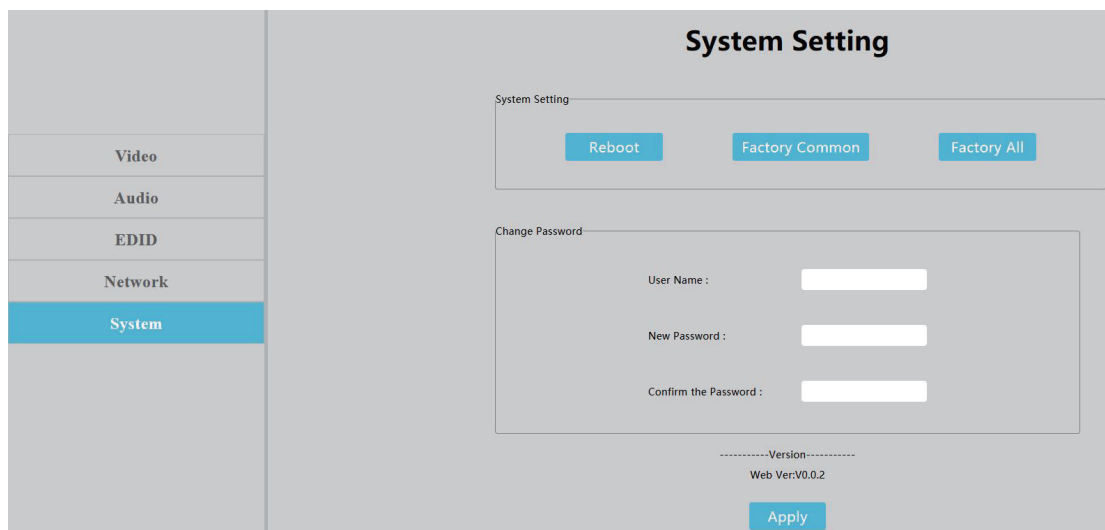 System Setting
System Setting
Reboot Factory Common Factory All
Video
Audio
EDID
Network
System
Change Password
User Name :
New Password :
Confirm the Password :
-----------Version-----------
Web Ver:V0.0.2
Apply